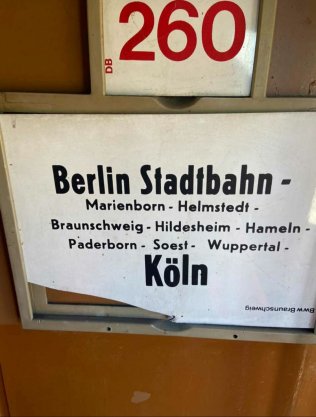 DB
260
Berlin Stadtbahn -
Marienborn - Helmstedt -
Braunschweig - Hildesheim - Hameln -
Paderborn - Soest - Wuppertal -
Köln
Bww Braunschweig